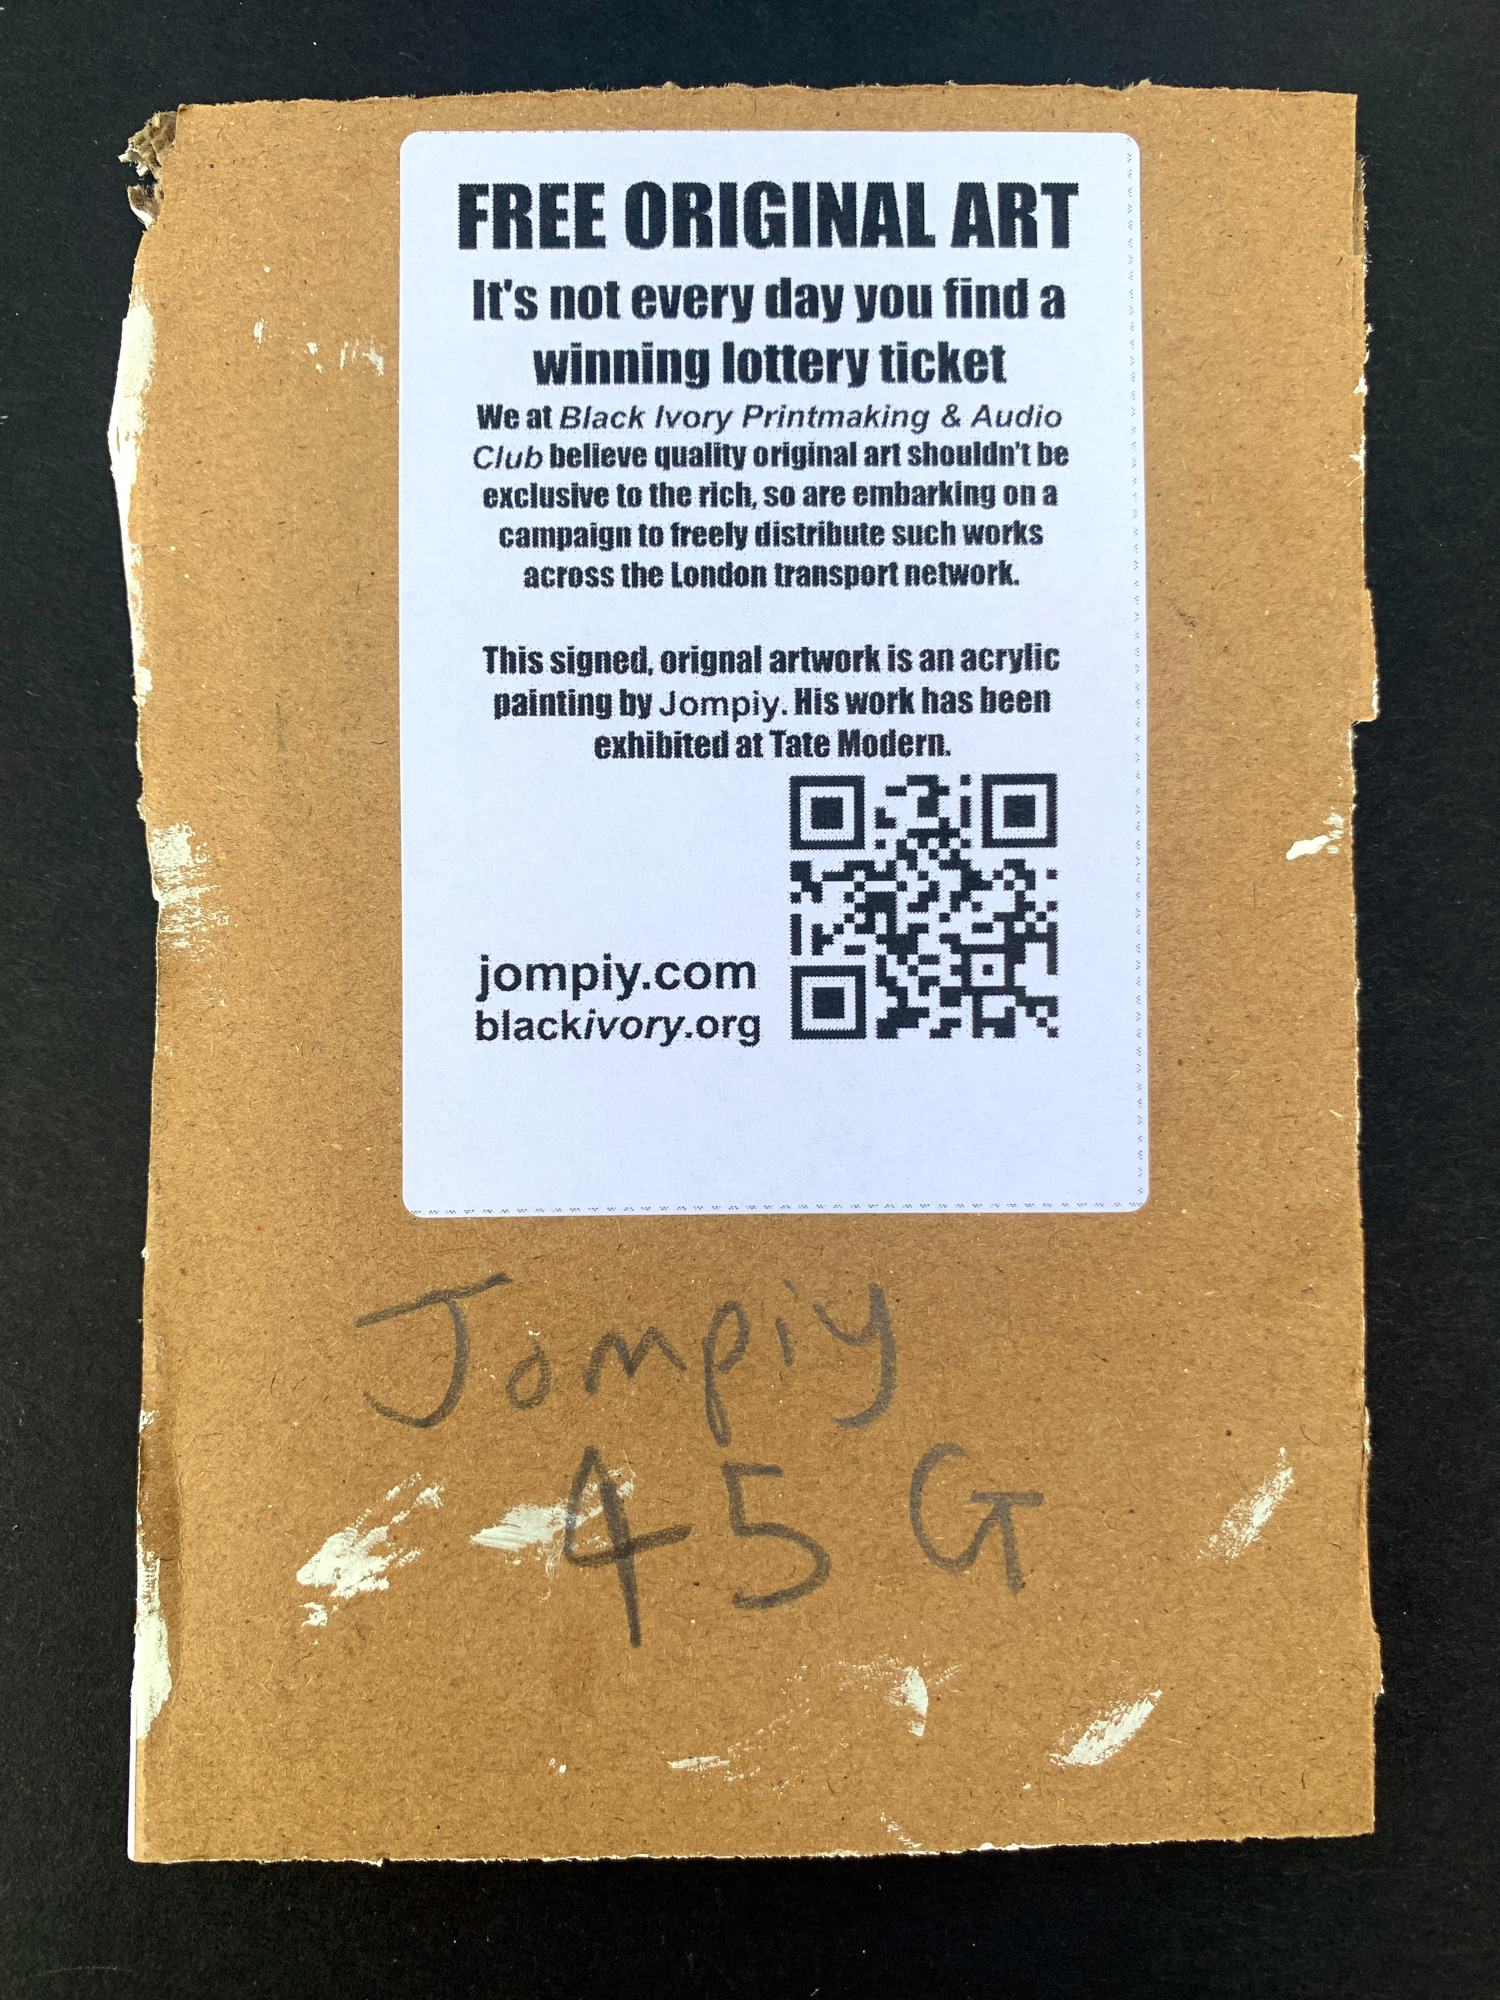 FREE ORIGINAL ART
It's not every day you find a
winning lottery ticket
We at Black Ivory Printmaking & Audio
Club believe quality original art shouldn't be
exclusive to the rich, so are embarking on a
campaign to freely distribute such works
across the London transport network.
This signed, orignal artwork is an acrylic
painting by Jompiy. His work has been
exhibited at Tate Modern.
jompiy.com
blackivory.org
Jompiy
45 G